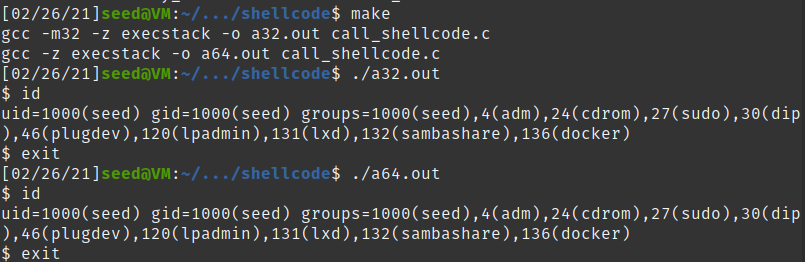 [02/26/21]seed@VM:~/.../shellcode$ make
gcc -m32 -z execstack -o a32.out call_shellcode.c
gcc -z execstack -o a64.out call_shellcode.c
[02/26/21]seed@VM:~/.../shellcode$ ./a32.out
$ id
uid=1000(seed) gid=1000(seed) groups=1000(seed),4(adm),24(cdrom),27(sudo),30(dip
),46(plugdev),120(lpadmin),131(lxd),132(sambashare),136(docker)
$ exit
[02/26/21]seed@VM:~/.../shellcode$ ./a64.out
$ id
uid=1000(seed) gid=1000(seed) groups=1000(seed),4(adm),24(cdrom),27(sudo),30(dip
),46(plugdev),120(lpadmin),131(lxd),132(sambashare),136(docker)
$ exit